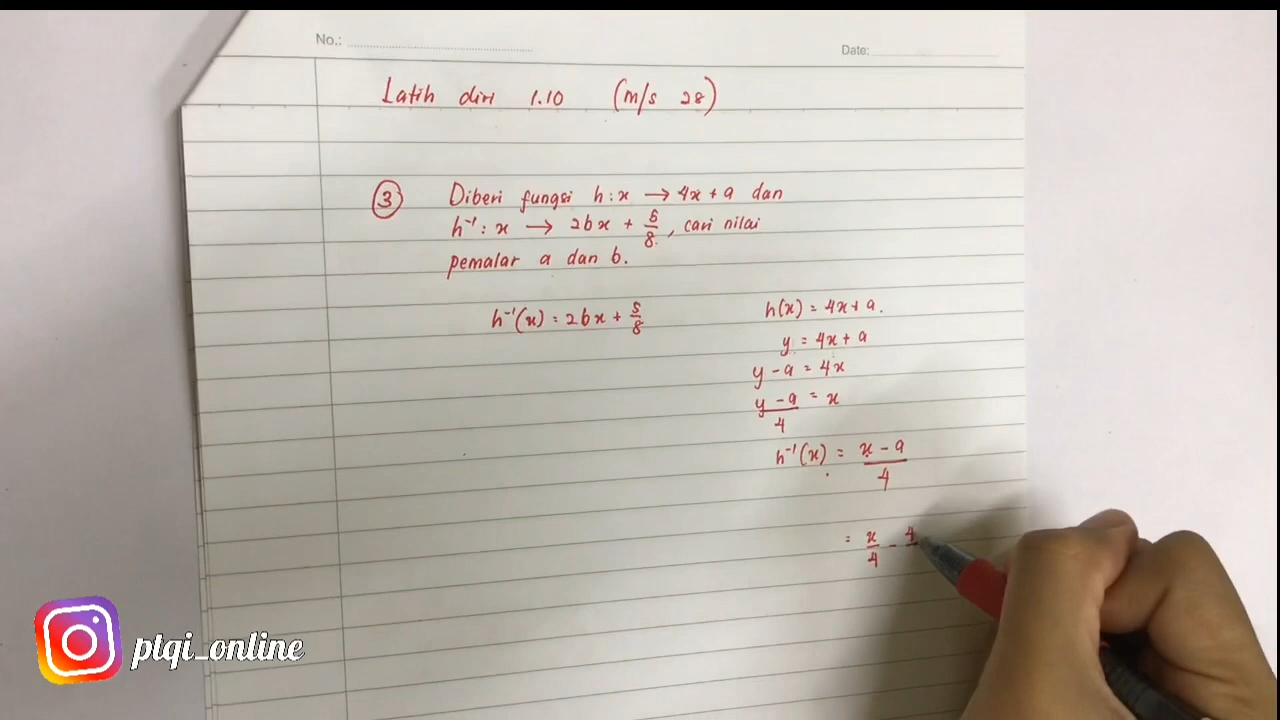 No.:
Date:
Latih diri 1.10 (m/s 28)
3 Diberi fungsi h : x → 4x + a dan
h⁻¹ : x → 2bx + 5/8, cari nilai
pemalar a dan b.
h⁻¹(x) = 2bx + 5/8
h(x) = 4x + a.
y = 4x + a
y - a = 4x
y - a / 4 = x
h⁻¹(x) = x - a / 4
= x/4 - 4
ptqi_online